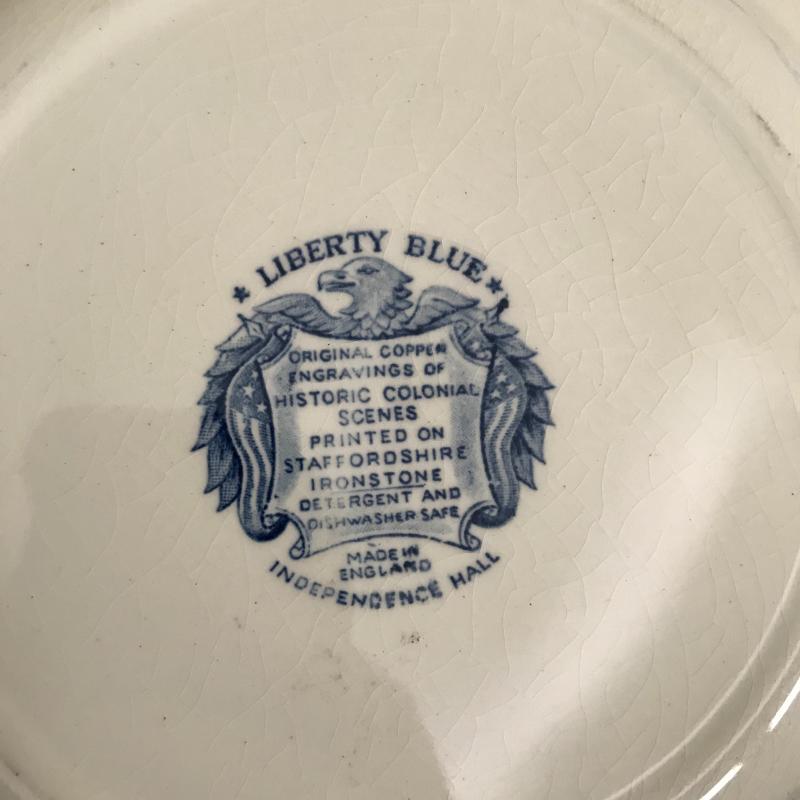 ★ LIBERTY BLUE ★
ORIGINAL COPPER
ENGRAVINGS OF
HISTORIC COLONIAL
SCENES
PRINTED ON
STAFFORDSHIRE
IRONSTONE
DETERGENT AND
DISHWASHER SAFE
MADE IN
ENGLAND
INDEPENDENCE HALL